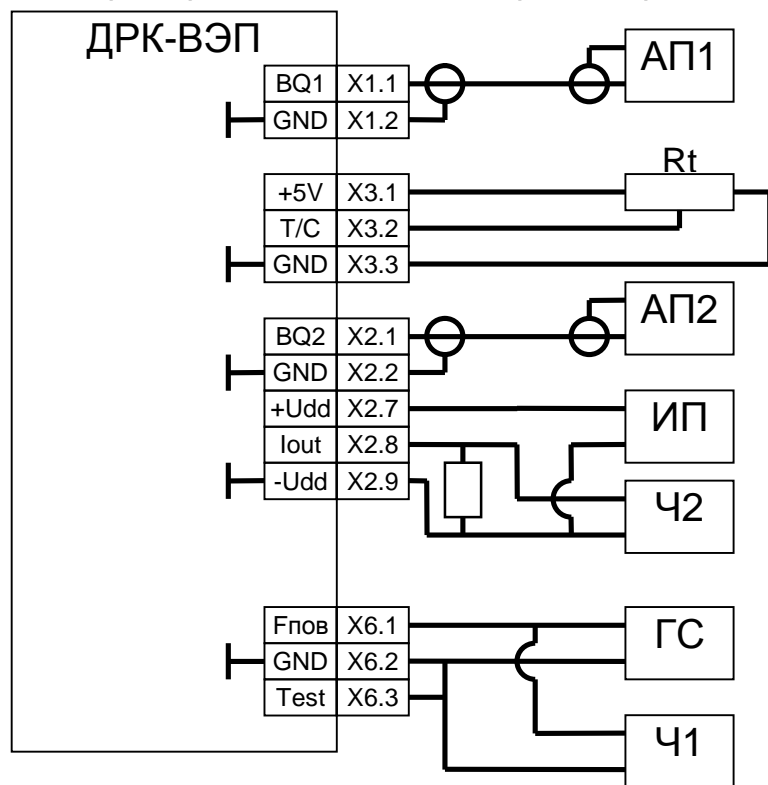 ДРК-ВЭП
BQ1 X1.1
GND X1.2
АП1
Rt
+5V X3.1
T/C X3.2
GND X3.3
АП2
BQ2 X2.1
GND X2.2
+Udd X2.7
Iout X2.8
-Udd X2.9
ИП
Ч2
Fпов X6.1
GND X6.2
Test X6.3
ГС
Ч1